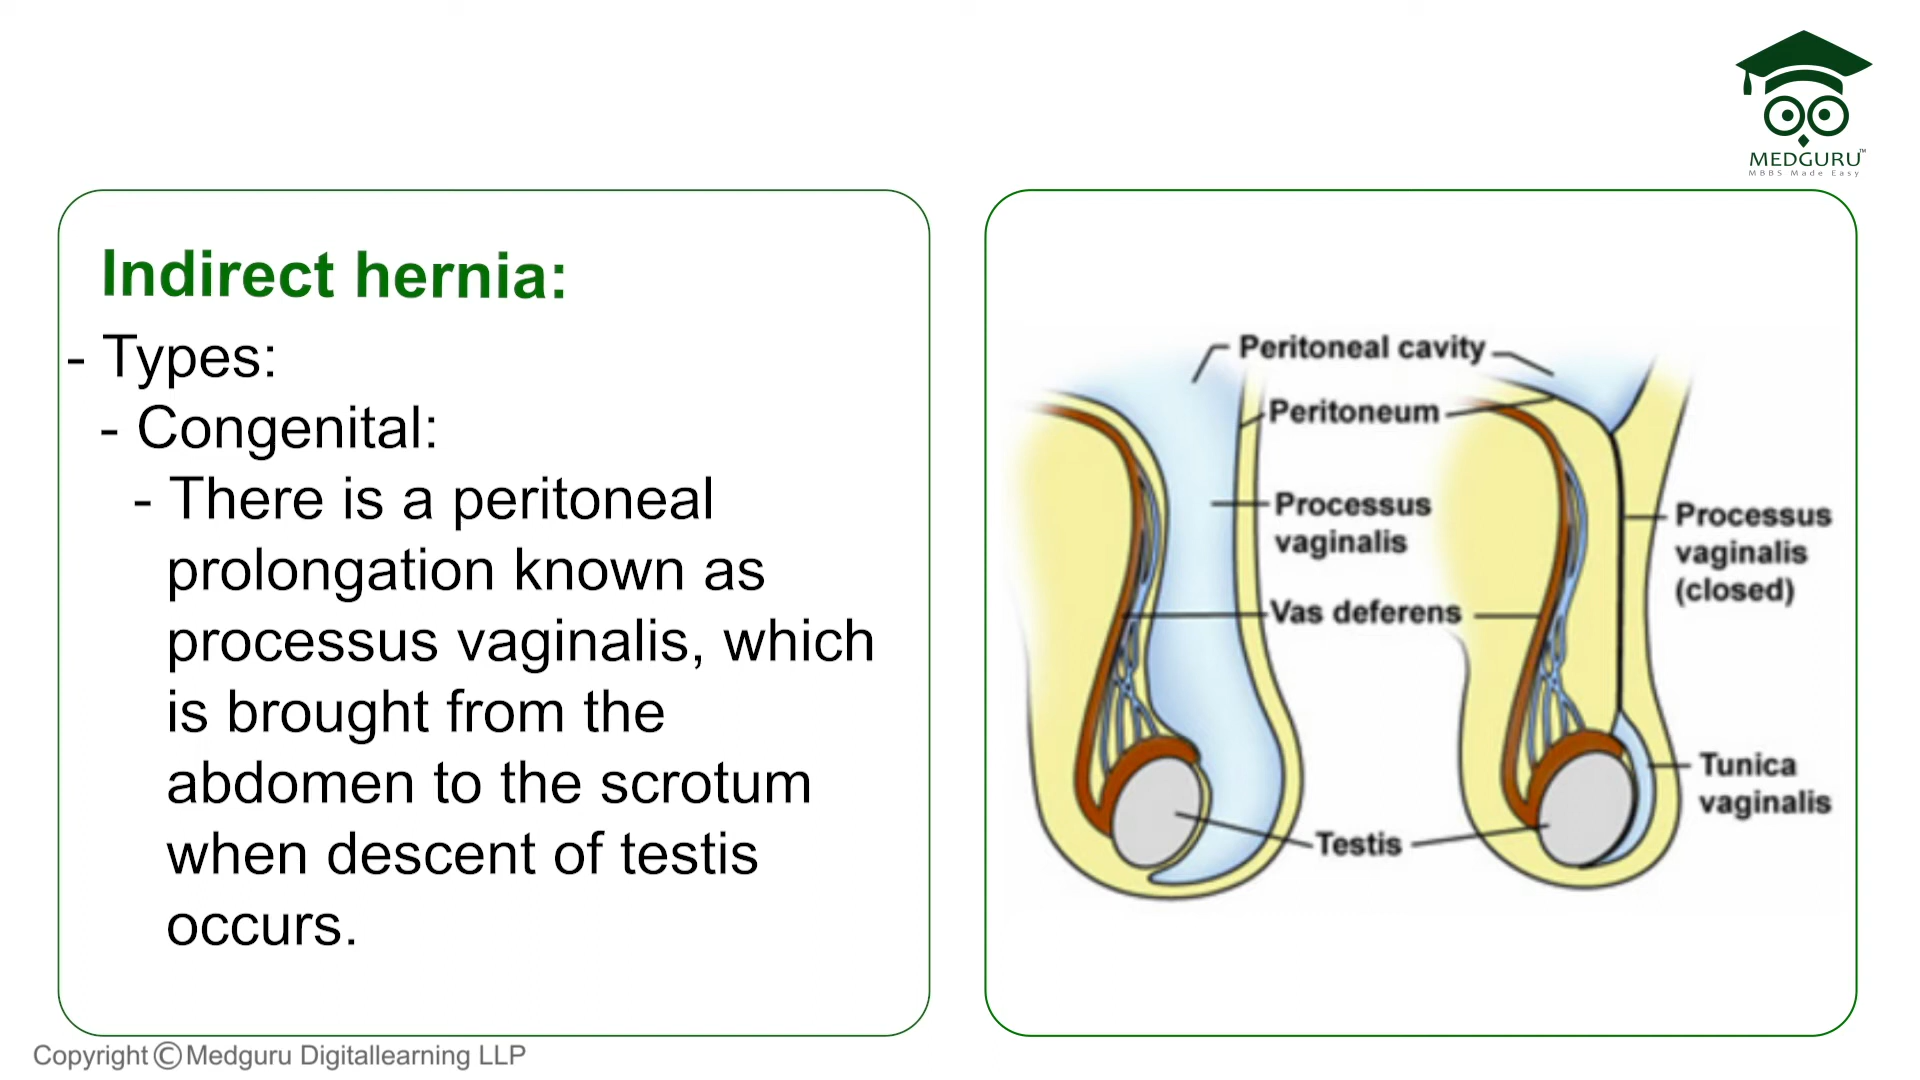 MEDGURU™
MBBS Made Easy
Indirect hernia:
- Types:
- Congenital:
- There is a peritoneal
prolongation known as
processus vaginalis, which
is brought from the
abdomen to the scrotum
when descent of testis
occurs.
Peritoneal cavity
Peritoneum
Processus
vaginalis
Vas deferens
Testis
Processus
vaginalis
(closed)
Tunica
vaginalis
Copyright © Medguru Digitallearning LLP